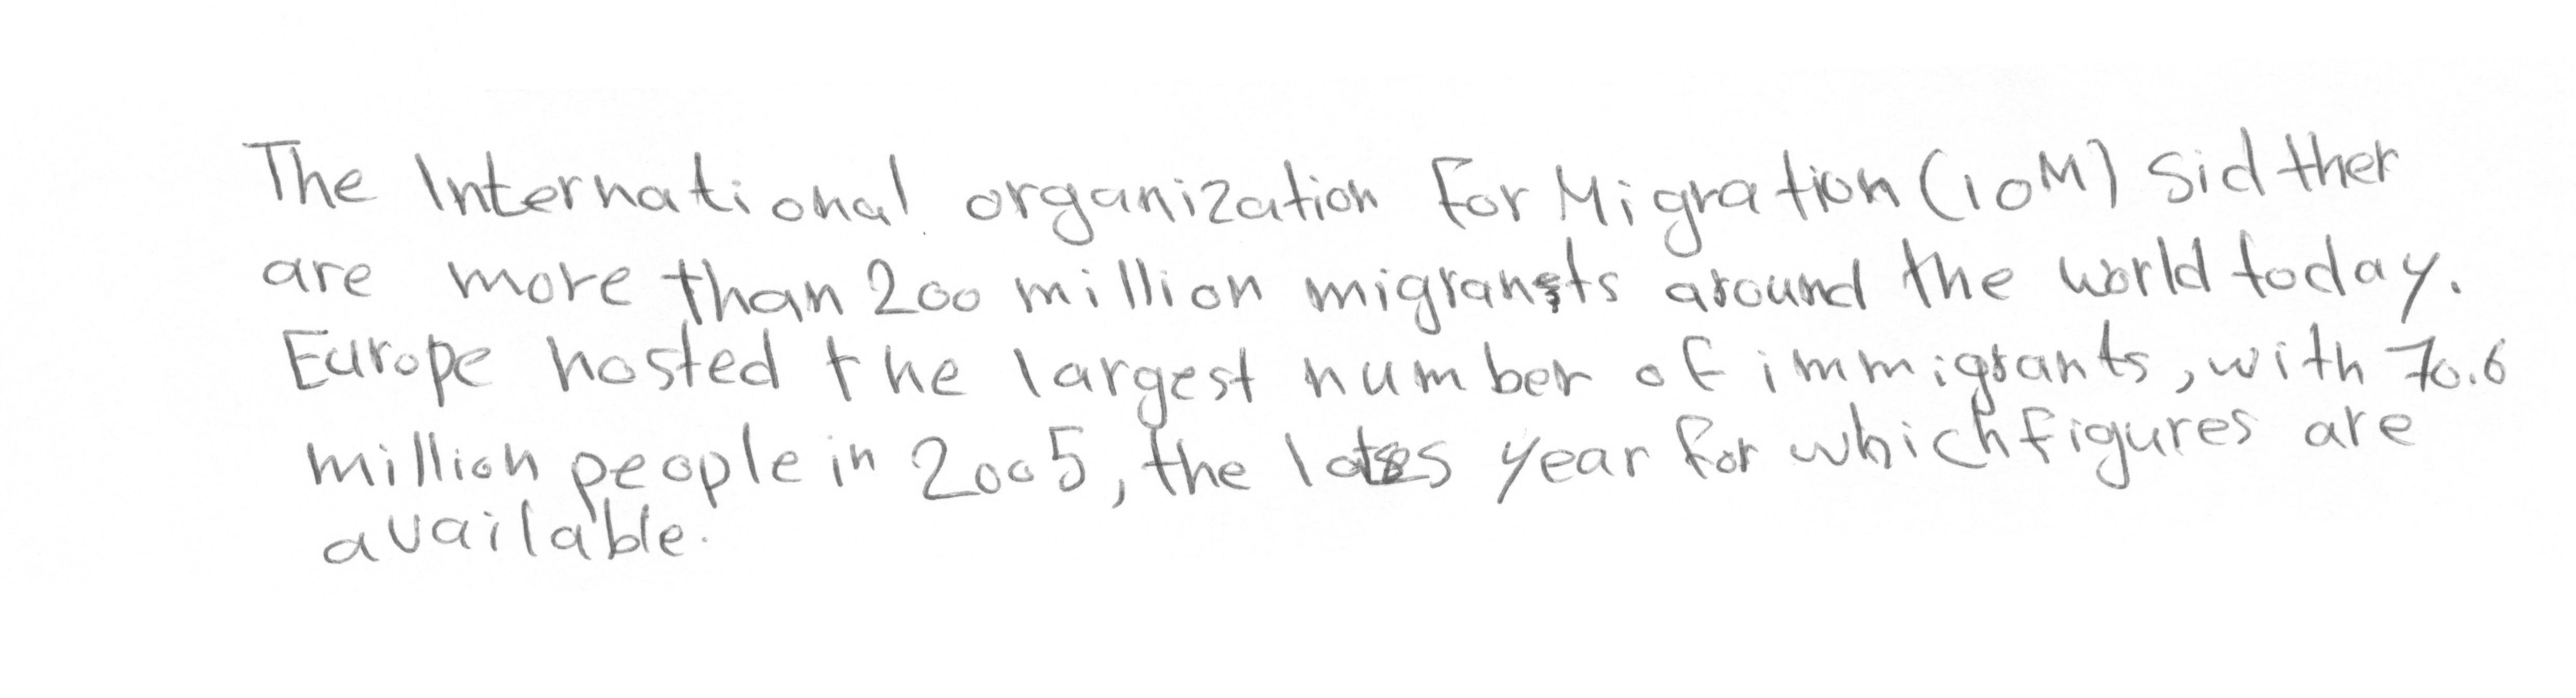 The International organization for Migration (IOM) Sid ther
are more than 200 million migrants around the world today.
Europe hosted the largest number of immigrants, with 70.6
million people in 2005, the year for which figures are
available.